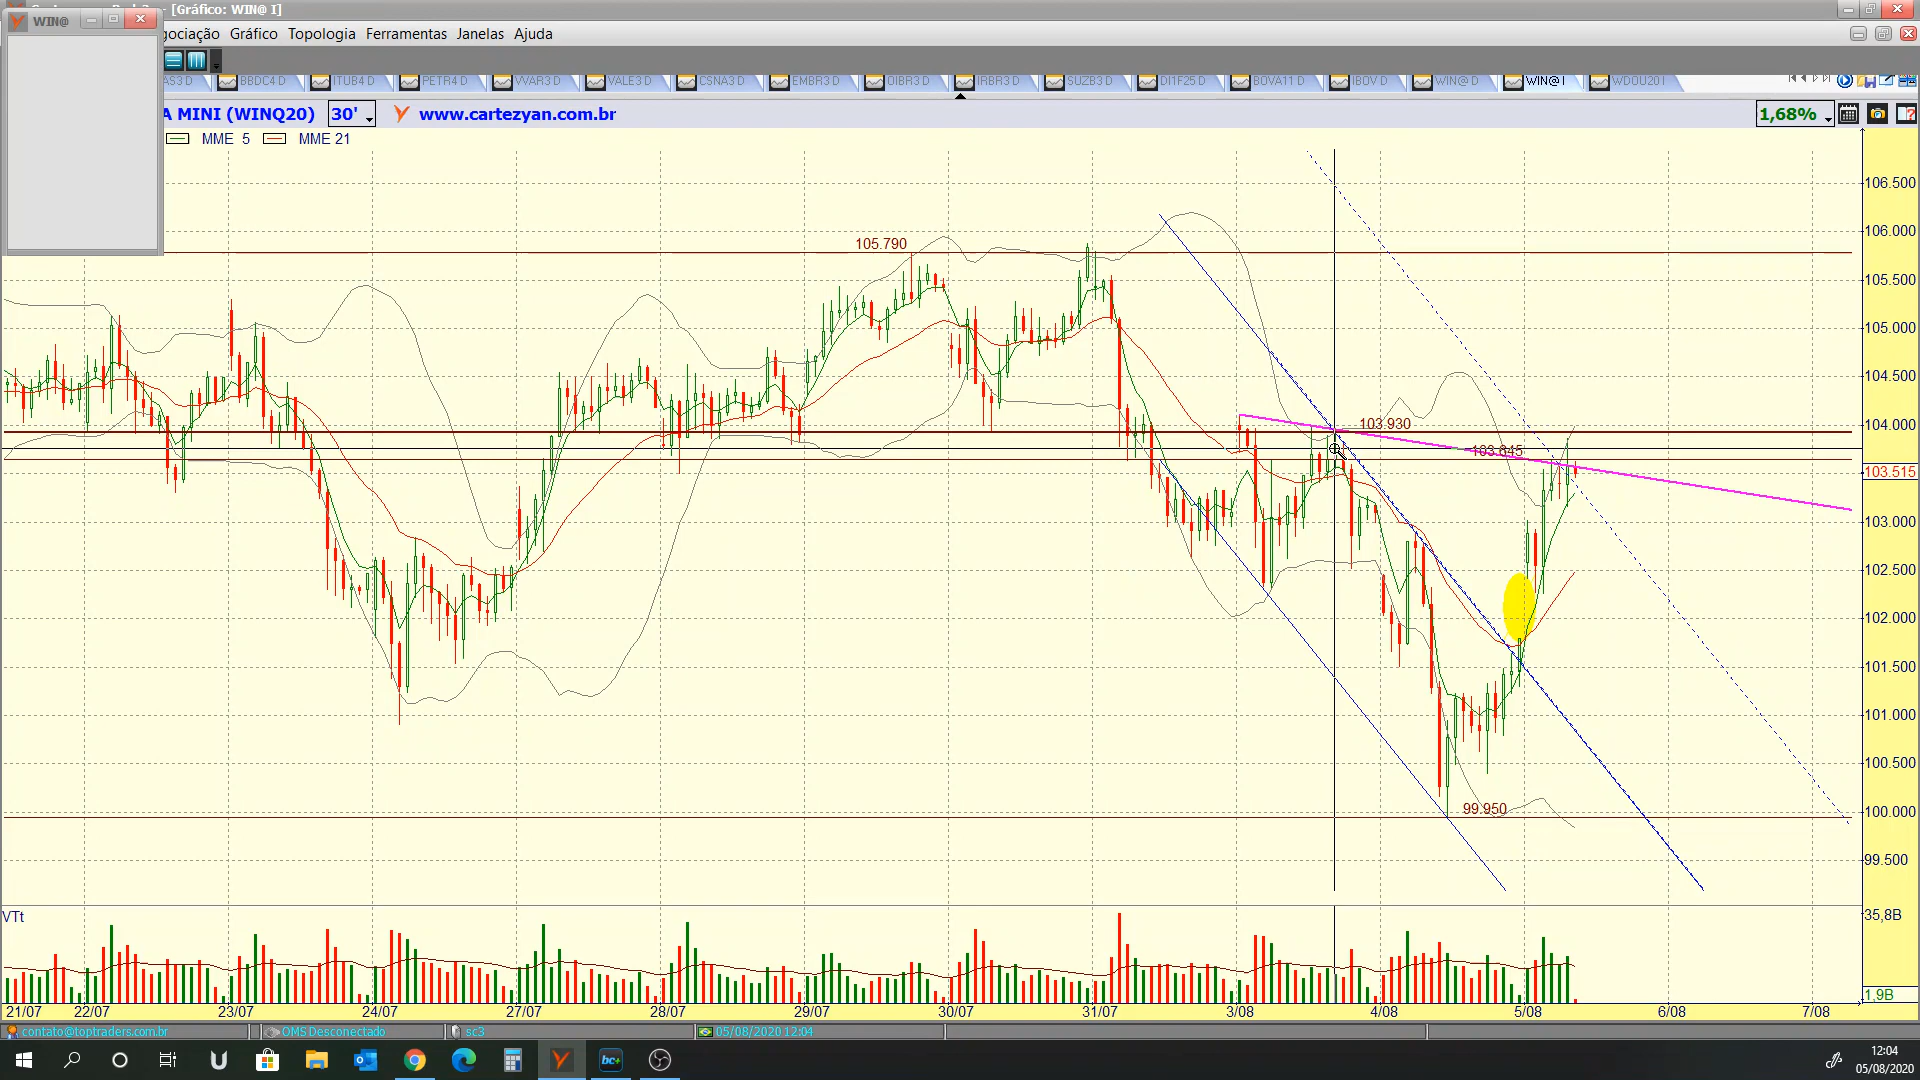 [Gráfico: WIN@ I]
WIN@
gociação Gráfico Topologia Ferramentas Janelas Ajuda
AS3 D BBDC4 D ITUB4 D PETR4 D VVAR3 D VALE3 D CSNA3 D EMBR3 D OIBR3 D IRBR3 D SUZB3 D DI1F25 D BOVA11 D IBOV D WIN@ D WIN@ I WDOU20 I
A MINI (WINQ20) 30' www.cartezyan.com.br 1,68%
MME 5 MME 21
106.500
106.000
105.790
105.500
105.000
104.500
104.000
103.930
103.645
103.515
103.000
102.500
102.000
101.500
101.000
100.500
99.950
100.000
99.500
VTt
35,8B
1,9B
21/07 22/07 23/07 24/07 27/07 28/07 29/07 30/07 31/07 3/08 4/08 5/08 6/08 7/08
contato@toptraders.com.br OMS Desconectado sc3 05/08/2020 12:04
bc+
12:04
05/08/2020